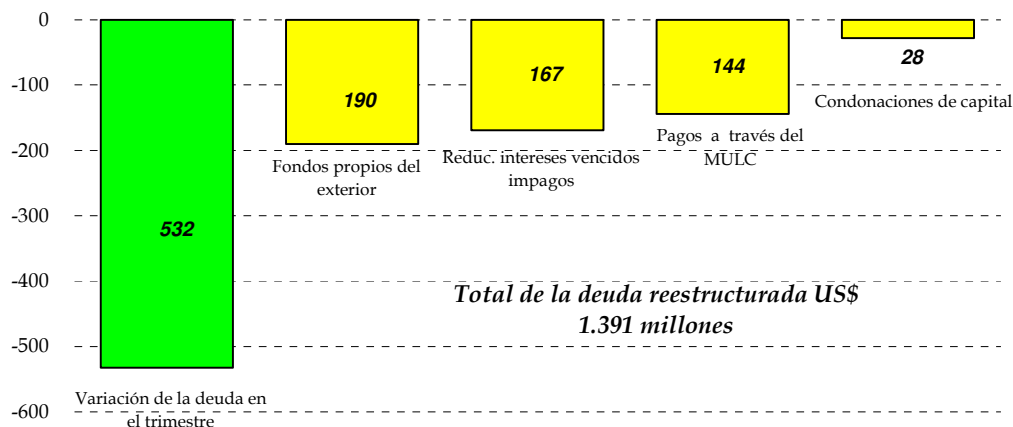 0
-100
-200
-300
-400
-500
-600
532
190
167
144
28
Variación de la deuda en
el trimestre
Fondos propios del
exterior
Reduc. intereses vencidos
impagos
Pagos a través del
MULC
Condonaciones de capital
Total de la deuda reestructurada US$
1.391 millones